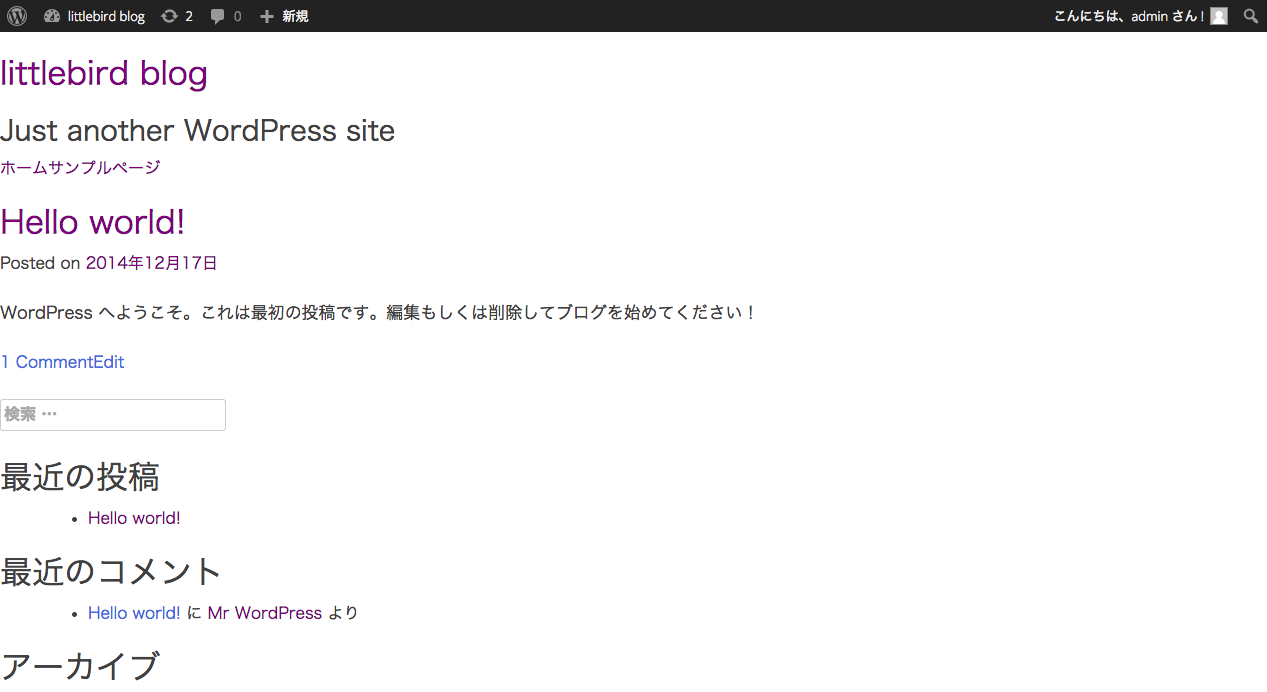 littlebird blog 2 0 新規 こんにちは、admin さん !
littlebird blog
Just another WordPress site
ホームサンプルページ
Hello world!
Posted on 2014年12月17日
WordPress へようこそ。これは最初の投稿です。編集もしくは削除してブログを始めてください !
1 CommentEdit
検索 …
最近の投稿
• Hello world!
最近のコメント
• Hello world! に Mr WordPress より
アーカイブ